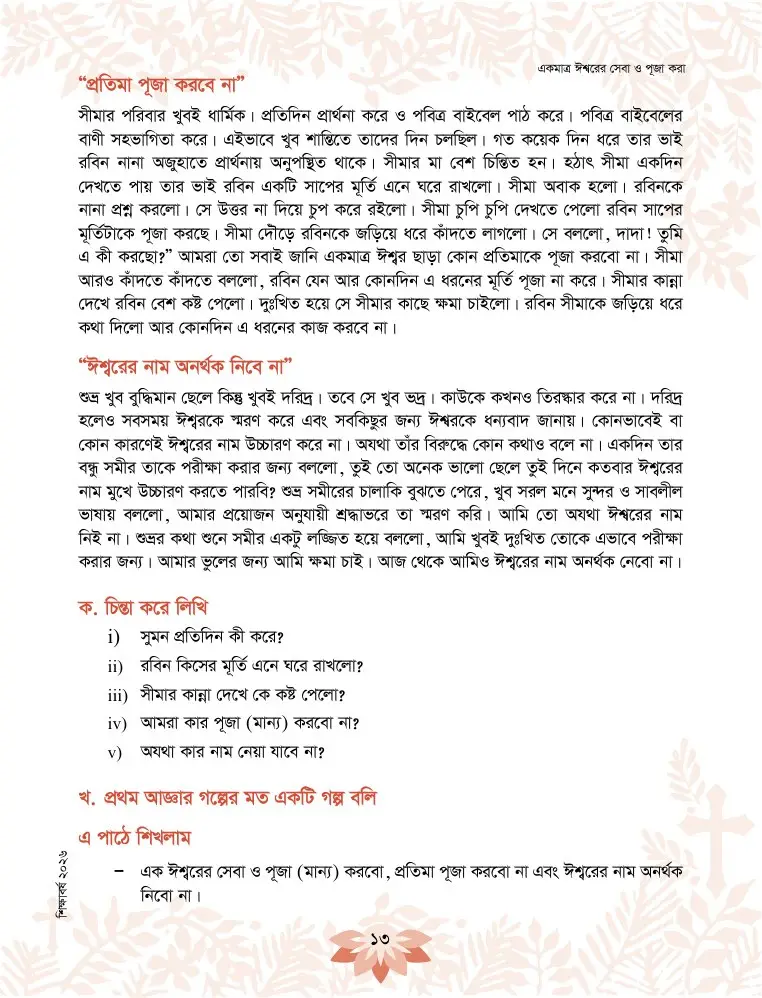 একমাত্র ঈশ্বরের সেবা ও পূজা করা
“প্রতিমা পূজা করবে না”
সীমার পরিবার খুবই ধার্মিক। প্রতিদিন প্রার্থনা করে ও পবিত্র বাইবেল পাঠ করে। পবিত্র বাইবেলের
বাণী সহভাগিতা করে। এইভাবে খুব শান্তিতে তাদের দিন চলছিল। গত কয়েক দিন ধরে তার ভাই
রবিন নানা অজুহাতে প্রার্থনায় অনুপস্থিত থাকে। সীমার মা বেশ চিন্তিত হন। হঠাৎ সীমা একদিন
দেখতে পায় তার ভাই রবিন একটি সাপের মূর্তি এনে ঘরে রাখলো। সীমা অবাক হলো। রবিনকে
নানা প্রশ্ন করলো। সে উত্তর না দিয়ে চুপ করে রইলো। সীমা চুপি চুপি দেখতে পেলো রবিন সাপের
মূর্তিটাকে পূজা করছে। সীমা দৌড়ে রবিনকে জড়িয়ে ধরে কাঁদতে লাগলো। সে বললো, দাদা! তুমি
এ কী করছো?” আমরা তো সবাই জানি একমাত্র ঈশ্বর ছাড়া কোন প্রতিমাকে পূজা করবো না। সীমা
আরও কাঁদতে কাঁদতে বললো, রবিন যেন আর কোনদিন এ ধরনের মূর্তি পূজা না করে। সীমার কান্না
দেখে রবিন বেশ কষ্ট পেলো। দুঃখিত হয়ে সে সীমার কাছে ক্ষমা চাইলো। রবিন সীমাকে জড়িয়ে ধরে
কথা দিলো আর কোনদিন এ ধরনের কাজ করবে না।
“ঈশ্বরের নাম অনর্থক নিবে না”
শুভ্র খুব বুদ্ধিমান ছেলে কিন্তু খুবই দরিদ্র। তবে সে খুব ভদ্র। কাউকে কখনও তিরস্কার করে না। দরিদ্র
হলেও সবসময় ঈশ্বরকে স্মরণ করে এবং সবকিছুর জন্য ঈশ্বরকে ধন্যবাদ জানায়। কোনভাবেই বা
কোন কারণেই ঈশ্বরের নাম উচ্চারণ করে না। অযথা তাঁর বিরুদ্ধে কোন কথাও বলে না। একদিন তার
বন্ধু সমীর তাকে পরীক্ষা করার জন্য বললো, তুই তো অনেক ভালো ছেলে তুই দিনে কতবার ঈশ্বরের
নাম মুখে উচ্চারণ করতে পারবি? শুভ্র সমীরের চালাকি বুঝতে পেরে, খুব সরল মনে সুন্দর ও সাবলীল
ভাষায় বললো, আমার প্রয়োজন অনুযায়ী শ্রদ্ধাভরে তা স্মরণ করি। আমি তো অযথা ঈশ্বরের নাম
নিই না। শুভ্রর কথা শুনে সমীর একটু লজ্জিত হয়ে বললো, আমি খুবই দুঃখিত তোকে এভাবে পরীক্ষা
করার জন্য। আমার ভুলের জন্য আমি ক্ষমা চাই। আজ থেকে আমিও ঈশ্বরের নাম অনর্থক নেবো না।
ক. চিন্তা করে লিখি
i) সুমন প্রতিদিন কী করে?
ii) রবিন কিসের মূর্তি এনে ঘরে রাখলো?
iii) সীমার কান্না দেখে কে কষ্ট পেলো?
iv) আমরা কার পূজা (মান্য) করবো না?
v) অযথা কার নাম নেয়া যাবে না?
খ. প্রথম আজ্ঞার গল্পের মত একটি গল্প বলি
এ পাঠে শিখলাম
– এক ঈশ্বরের সেবা ও পূজা (মান্য) করবো, প্রতিমা পূজা করবো না এবং ঈশ্বরের নাম অনর্থক
নিবো না।
শিক্ষাবর্ষ ২০২৬
১৩